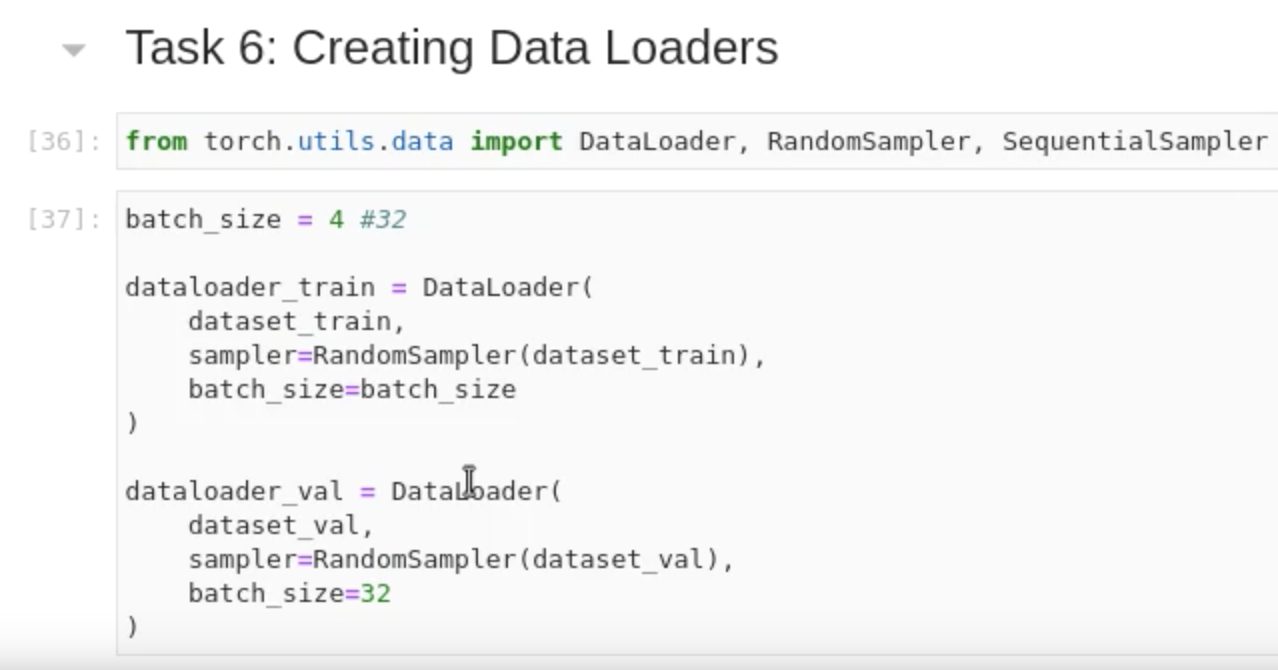 Task 6: Creating Data Loaders
[36]: from torch.utils.data import DataLoader, RandomSampler, SequentialSampler
[37]: batch_size = 4 #32
dataloader_train = DataLoader(
    dataset_train,
    sampler=RandomSampler(dataset_train),
    batch_size=batch_size
)
dataloader_val = DataLoader(
    dataset_val,
    sampler=RandomSampler(dataset_val),
    batch_size=32
)